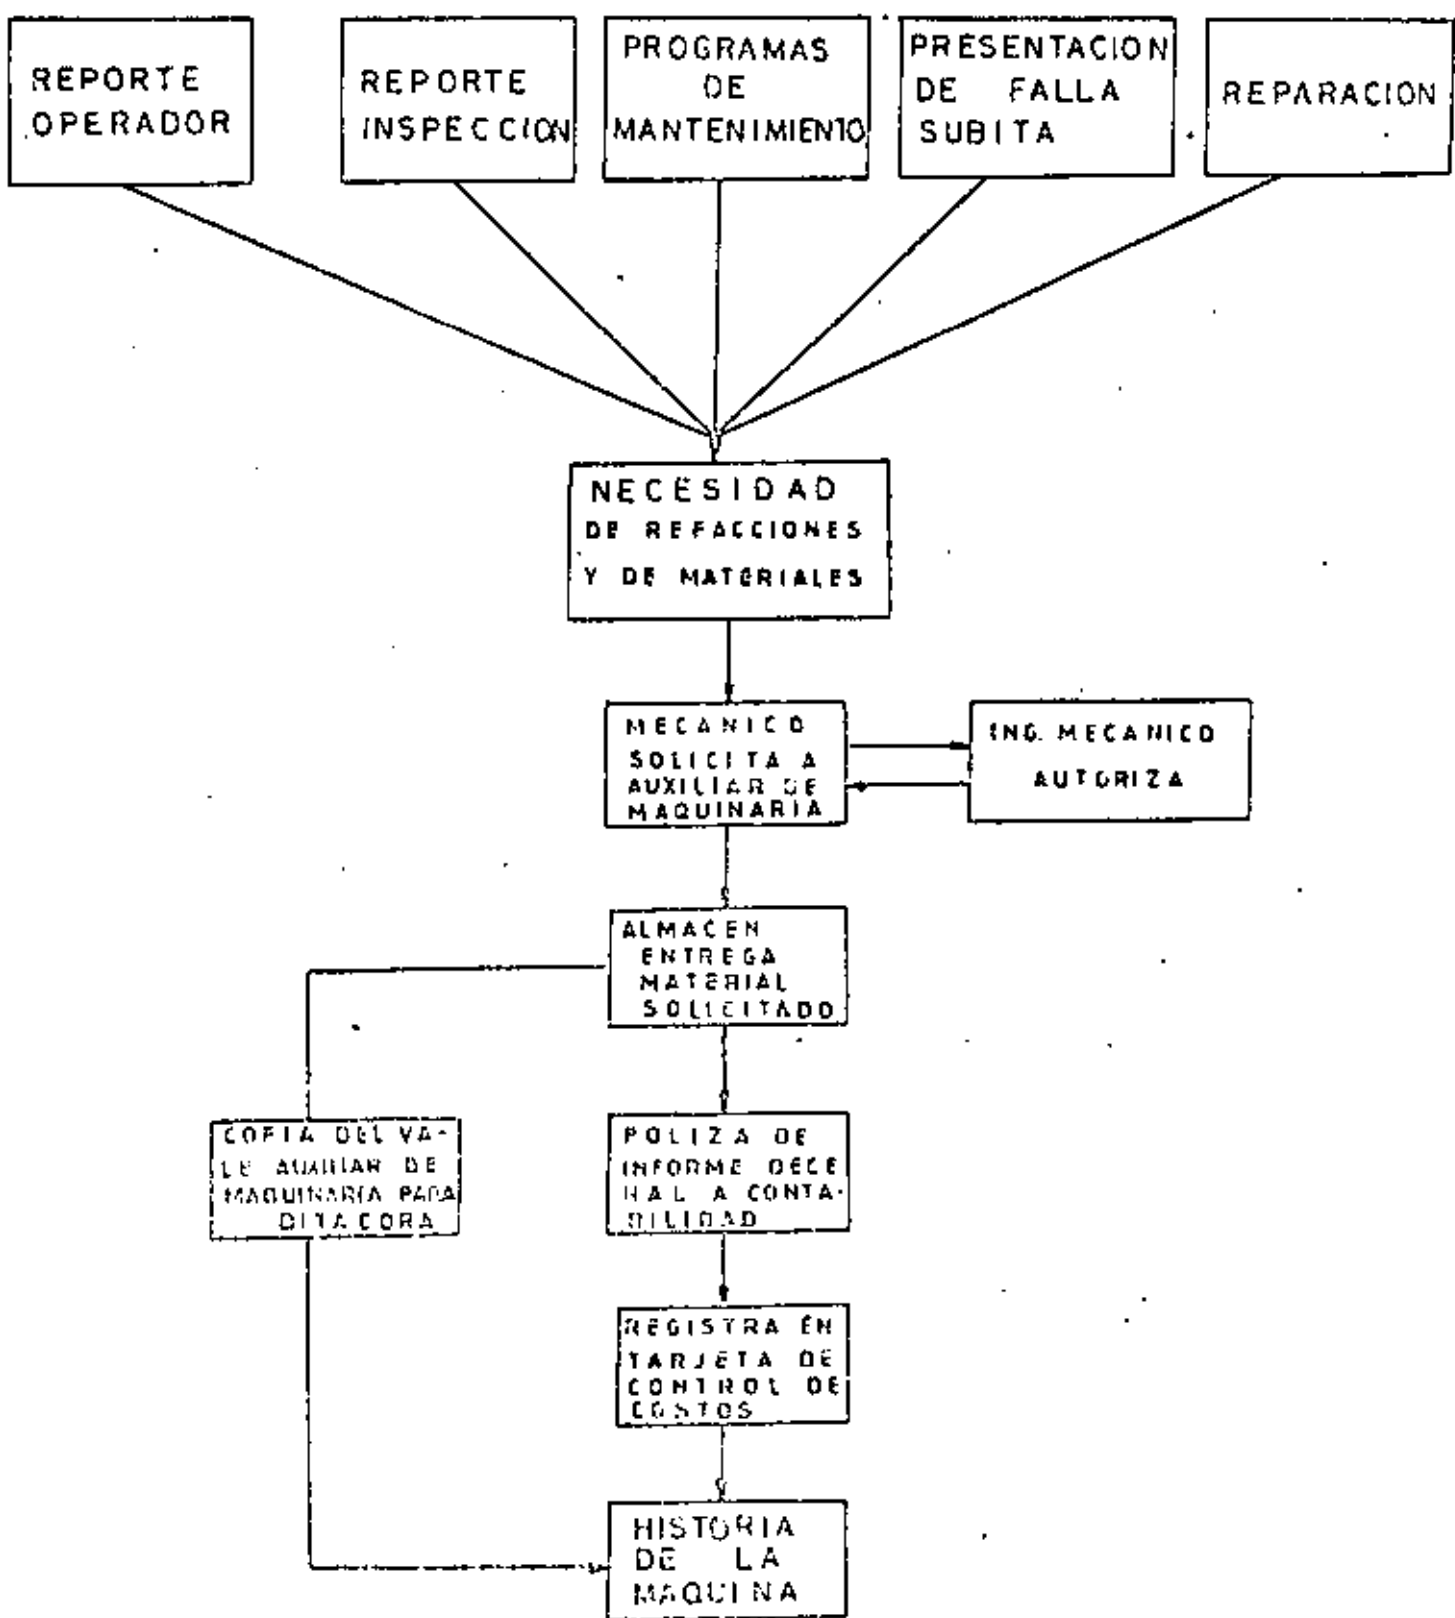 REPORTE
OPERADOR
REPORTE
INSPECCION
PROGRAMAS
DE
MANTENIMIENTO
PRESENTACION
DE FALLA
SUBITA
REPARACION
NECESIDAD
DE REFACCIONES
Y DE MATERIALES
MECANICO
SOLICITA A
AUXILIAR DE
MAQUINARIA
ING. MECANICO
AUTORIZA
ALMACEN
ENTREGA
MATERIAL
SOLICITADO
COPIA DEL VA-
LE AUXILIAR DE
MAQUINARIA PARA
BITACORA
POLIZA DE
INFORME DECE
NAL A CONTA-
BILIDAD
REGISTRA EN
TARJETA DE
CONTROL DE
COSTOS
HISTORIA
DE LA
MAQUINA